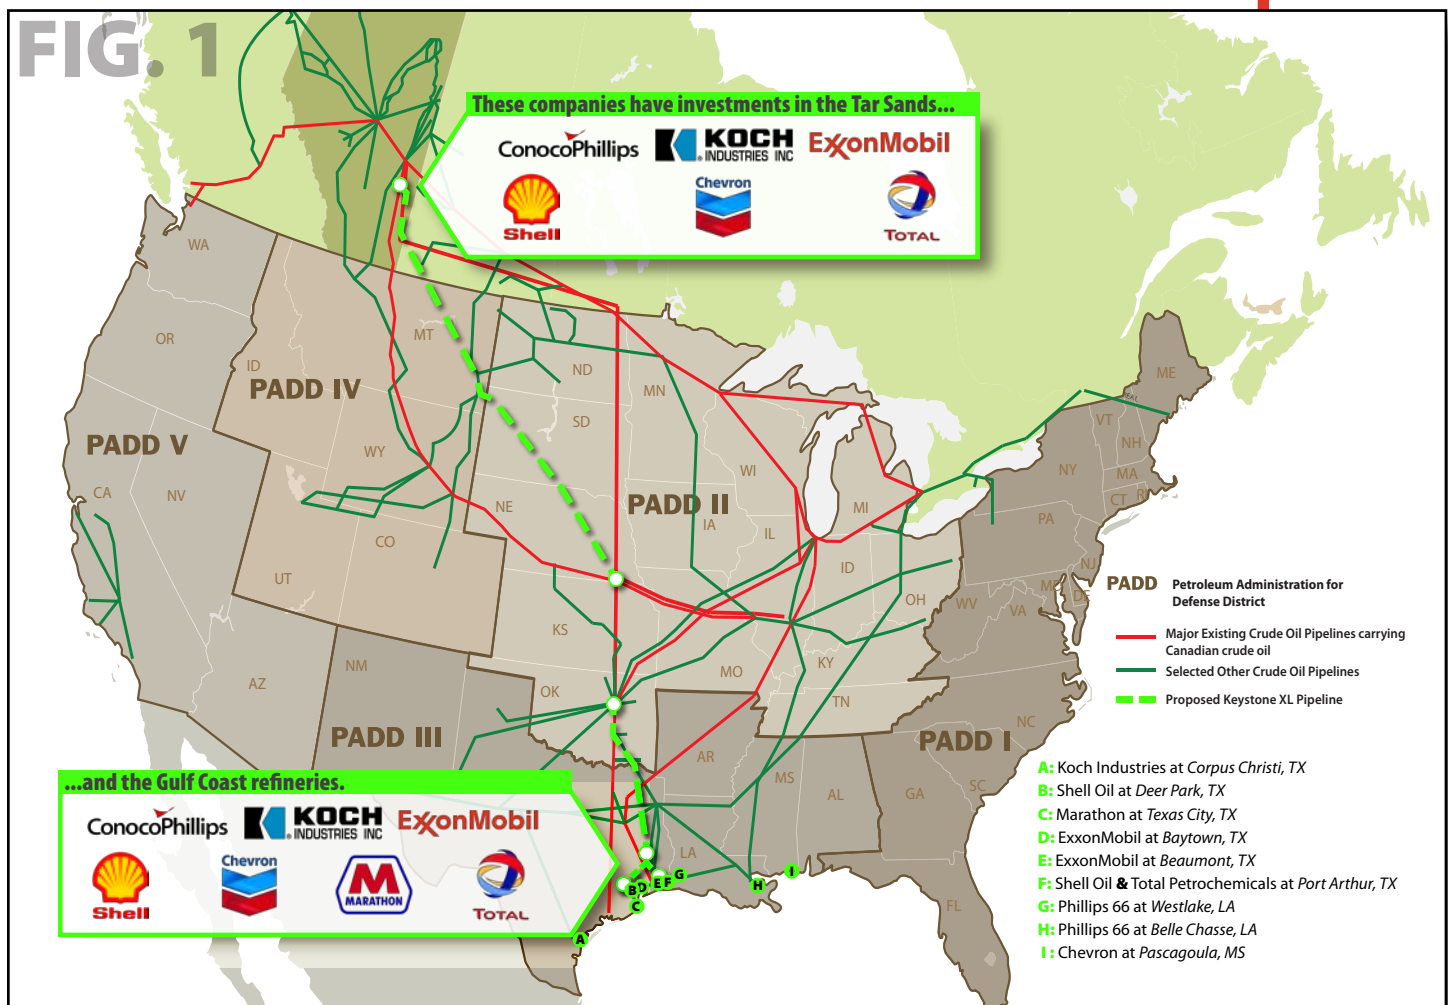 FIG. 1
These companies have investments in the Tar Sands...
ConocoPhillips
KOCH
INDUSTRIES INC
ExxonMobil
Shell
Chevron
TOTAL
WA
OR
ID
MT
ND
MN
SD
WY
NE
CA
NV
UT
CO
IA
WI
IL
MI
ID
OH
KS
MO
KY
TN
OK
NM
AZ
AR
MS
AL
GA
SC
NC
LA
FL
WV
VA
MD
DE
NJ
PA
NY
CT
RI
MA
NH
VT
ME
PADD IV
PADD V
PADD II
PADD III
PADD I
PADD
Petroleum Administration for
Defense District
Major Existing Crude Oil Pipelines carrying
Canadian crude oil
Selected Other Crude Oil Pipelines
Proposed Keystone XL Pipeline
...and the Gulf Coast refineries.
ConocoPhillips
KOCH
INDUSTRIES INC
ExxonMobil
Shell
Chevron
M
MARATHON
TOTAL
A
B
C
D
E
F
G
H
I
A: Koch Industries at Corpus Christi, TX
B: Shell Oil at Deer Park, TX
C: Marathon at Texas City, TX
D: ExxonMobil at Baytown, TX
E: ExxonMobil at Beaumont, TX
F: Shell Oil & Total Petrochemicals at Port Arthur, TX
G: Phillips 66 at Westlake, LA
H: Phillips 66 at Belle Chasse, LA
I: Chevron at Pascagoula, MS